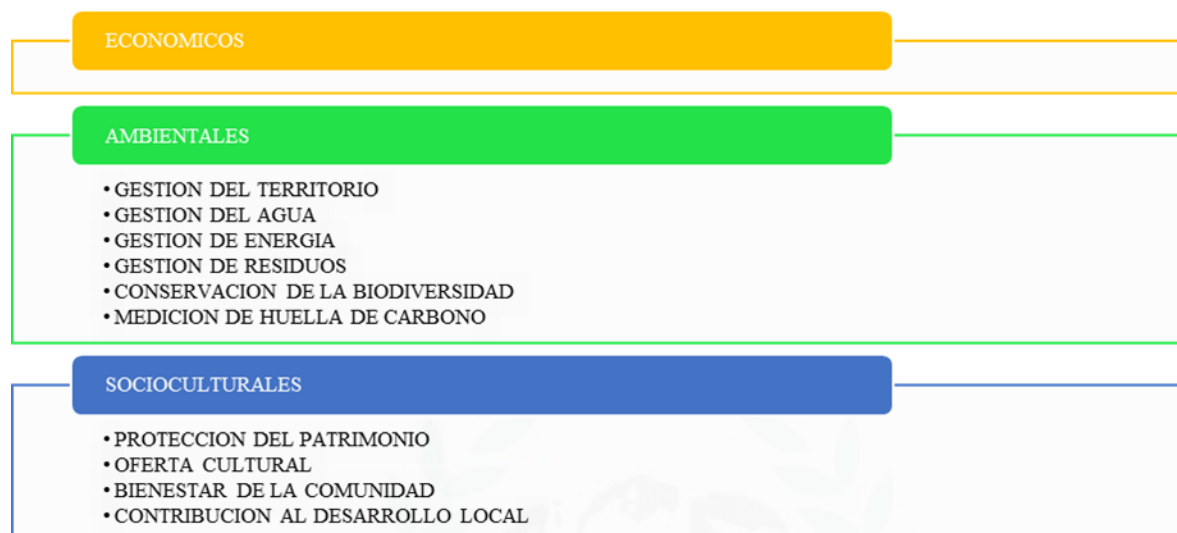 ECONOMICOS
AMBIENTALES
• GESTION DEL TERRITORIO
• GESTION DEL AGUA
• GESTION DE ENERGIA
• GESTION DE RESIDUOS
• CONSERVACION DE LA BIODIVERSIDAD
• MEDICION DE HUELLA DE CARBONO
SOCIOCULTURALES
• PROTECCION DEL PATRIMONIO
• OFERTA CULTURAL
• BIENESTAR DE LA COMUNIDAD
• CONTRIBUCION AL DESARROLLO LOCAL